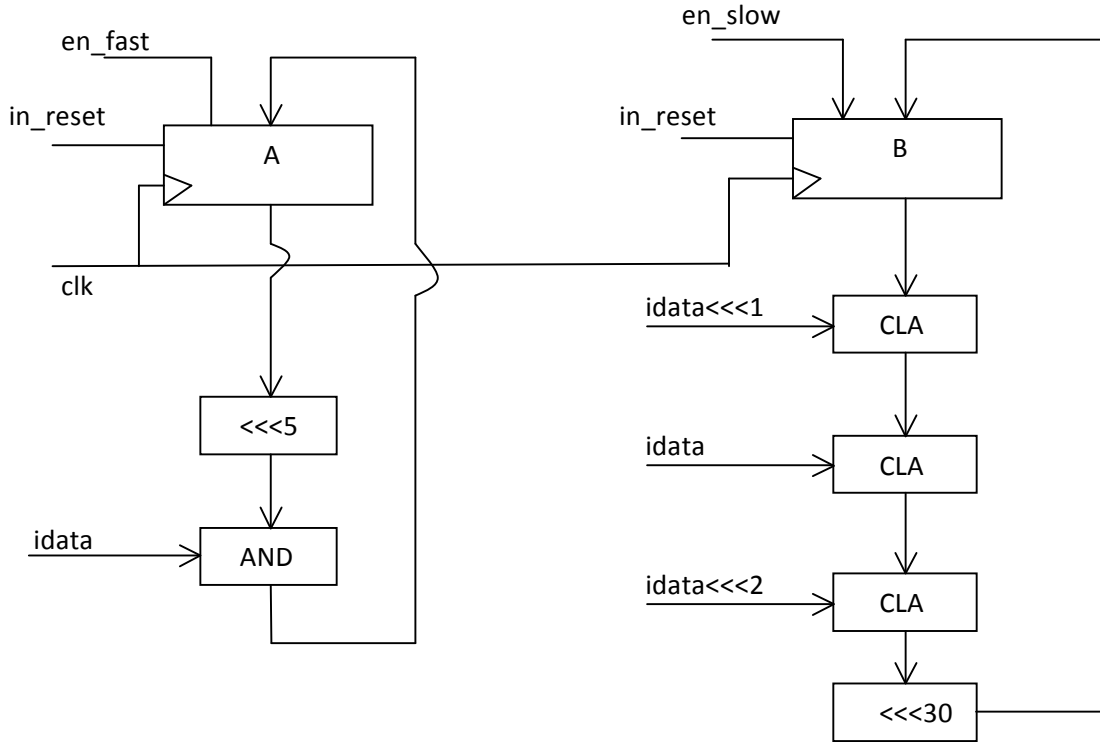 en_fast
in_reset
A
clk
<<<5
idata
AND
en_slow
in_reset
B
idata<<<1
CLA
idata
CLA
idata<<<2
CLA
<<<30